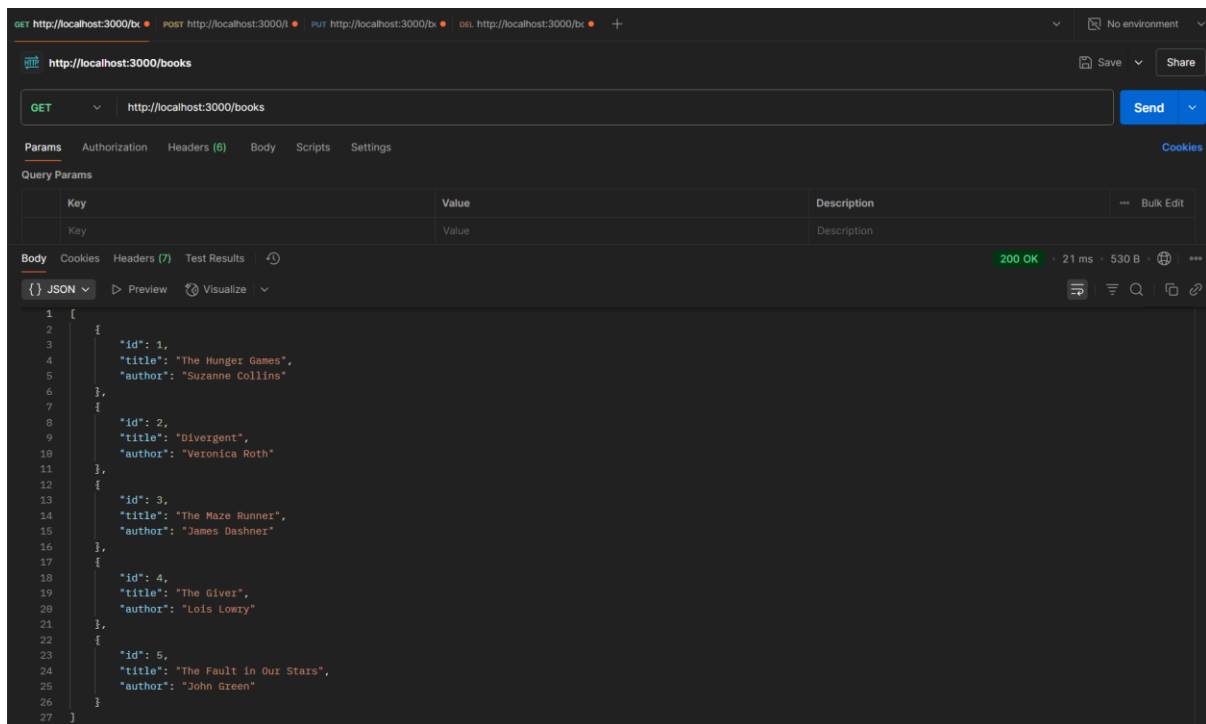 GET http://localhost:3000/bc POST http://localhost:3000/t PUT http://localhost:3000/bc DEL http://localhost:3000/bc + No environment
HTTP http://localhost:3000/books Save Share
GET http://localhost:3000/books Send
Params Authorization Headers (6) Body Scripts Settings Cookies
Query Params
Key Value Description ••• Bulk Edit
Key Value Description
Body Cookies Headers (7) Test Results 200 OK • 21 ms • 530 B •••
{} JSON Preview Visualize
1 [
2 {
3 "id": 1,
4 "title": "The Hunger Games",
5 "author": "Suzanne Collins"
6 },
7 {
8 "id": 2,
9 "title": "Divergent",
10 "author": "Veronica Roth"
11 },
12 {
13 "id": 3,
14 "title": "The Maze Runner",
15 "author": "James Dashner"
16 },
17 {
18 "id": 4,
19 "title": "The Giver",
20 "author": "Lois Lowry"
21 },
22 {
23 "id": 5,
24 "title": "The Fault in Our Stars",
25 "author": "John Green"
26 }
27 ]